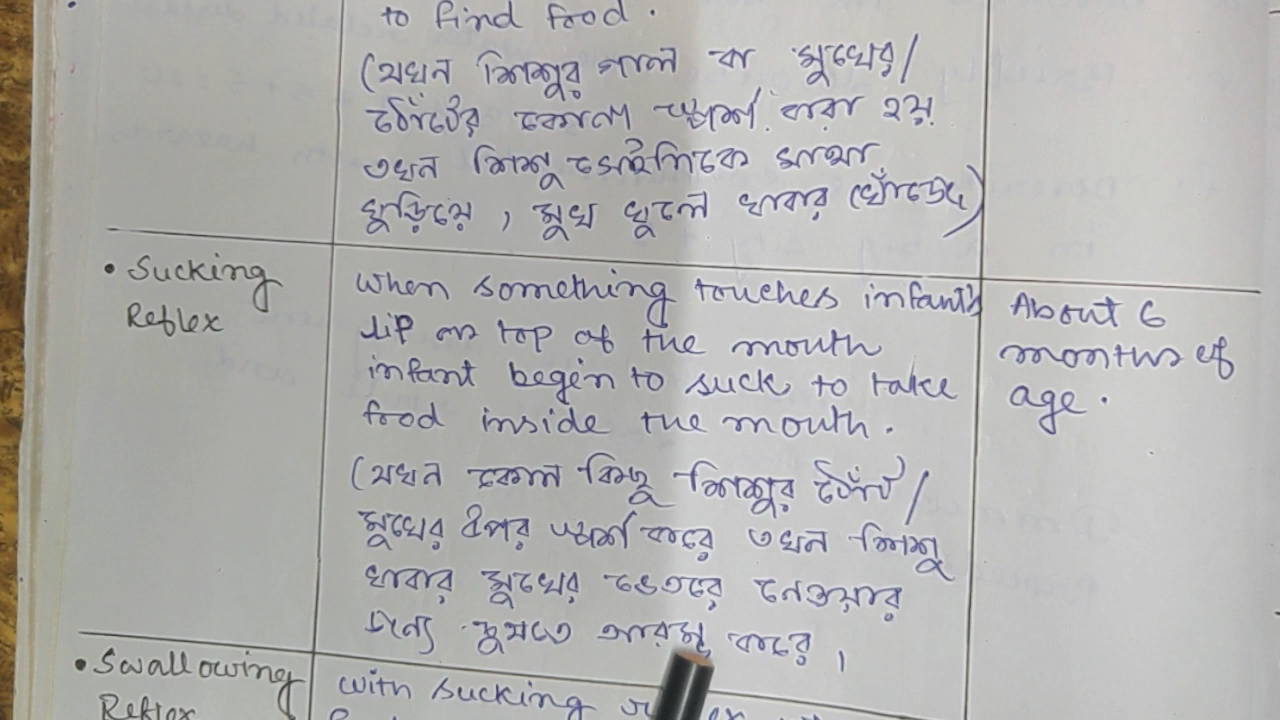 to find food.
(যখন শিশুর গাল বা মুখের/
ঠোঁটের কোনা স্পর্শ করা হয়
তখন শিশু সেইদিকে মাথা
ঘুড়িয়ে, মুখ খুলে খাবার খোঁজে)
• Sucking
Reflex
When something touches infant's
lip or top of the mouth
infant begin to suck to take
food inside the mouth.
(যখন কোন কিছু শিশুর ঠোঁট/
মুখের উপর স্পর্শ করে তখন শিশু
খাবার মুখের ভেতরে নেওয়ার
জন্য চুষতে আরম্ভ করে।
About 6
months of
age.
• Swallowing
Reflex
with sucking